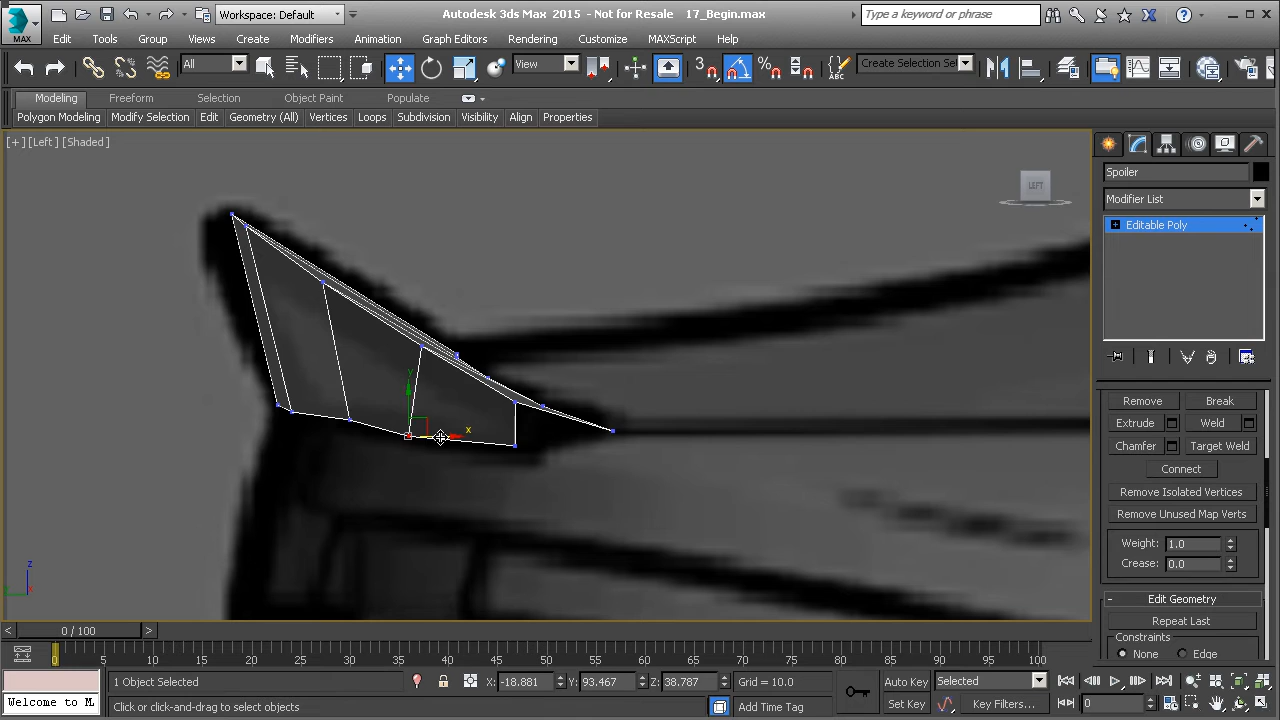 Workspace: Default
Autodesk 3ds Max 2015 - Not for Resale 17_Begin.max
Type a keyword or phrase
MAX
Edit Tools Group Views Create Modifiers Animation Graph Editors Rendering Customize MAXScript Help
All
View
3
Create Selection Set
ABC
Modeling Freeform Selection Object Paint Populate
Polygon Modeling Modify Selection Edit Geometry (All) Vertices Loops Subdivision Visibility Align Properties
[+] [Left] [Shaded]
LEFT
Spoiler
Modifier List
Editable Poly
Y
x
Remove Break
Extrude Weld
Chamfer Target Weld
Connect
Remove Isolated Vertices
Remove Unused Map Verts
Weight: 1.0
Crease: 0.0
- Edit Geometry
Repeat Last
Constraints
None Edge
z
x
< 0 / 100 >
0 5 10 15 20 25 30 35 40 45 50 55 60 65 70 75 80 85 90 95 100
1 Object Selected
X: -18.881 Y: 93.467 Z: 38.787
Grid = 10.0
Auto Key Selected
Welcome to M
Click or click-and-drag to select objects
Add Time Tag
Set Key Key Filters...
0